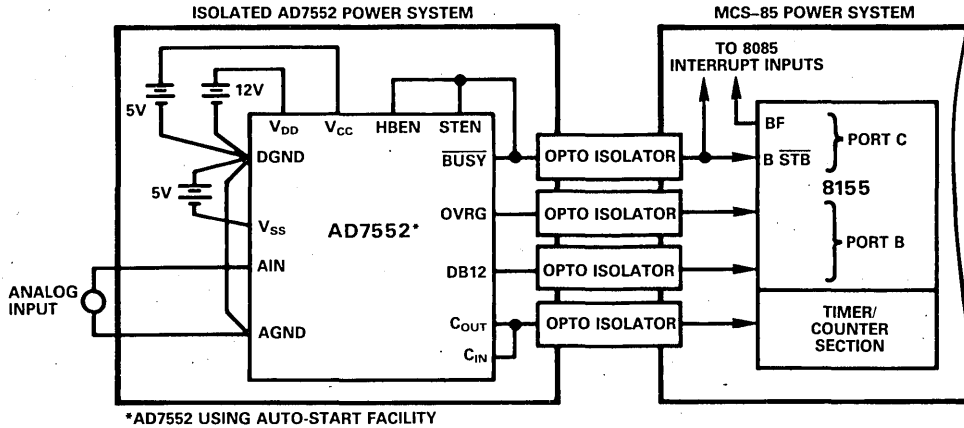 ISOLATED AD7552 POWER SYSTEM
MCS–85 POWER SYSTEM
TO 8085
INTERRUPT INPUTS
5V
12V
VDD
VCC
HBEN
STEN
DGND
BUSY
OPTO ISOLATOR
BF
B STB
PORT C
8155
5V
VSS
OVRG
OPTO ISOLATOR
AD7552*
PORT B
AIN
DB12
OPTO ISOLATOR
ANALOG
INPUT
AGND
COUT
OPTO ISOLATOR
CIN
TIMER/
COUNTER
SECTION
*AD7552 USING AUTO-START FACILITY